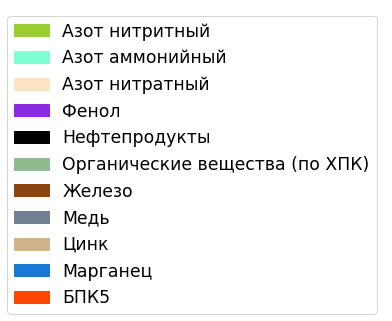 Азот нитритный
Азот аммонийный
Азот нитратный
Фенол
Нефтепродукты
Органические вещества (по ХПК)
Железо
Медь
Цинк
Марганец
БПК5